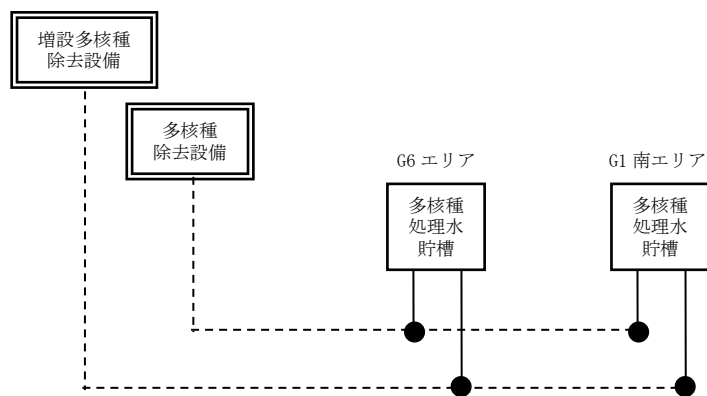 増設多核種
除去設備
多核種
除去設備
G6 エリア
G1 南エリア
多核種
処理水
貯槽
多核種
処理水
貯槽